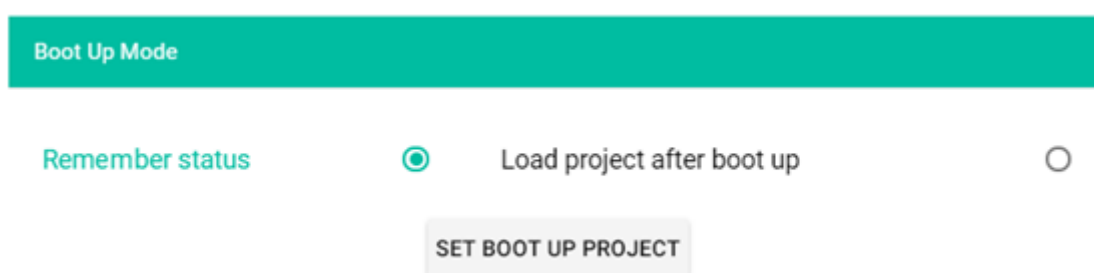 Boot Up Mode
Remember status Load project after boot up
SET BOOT UP PROJECT